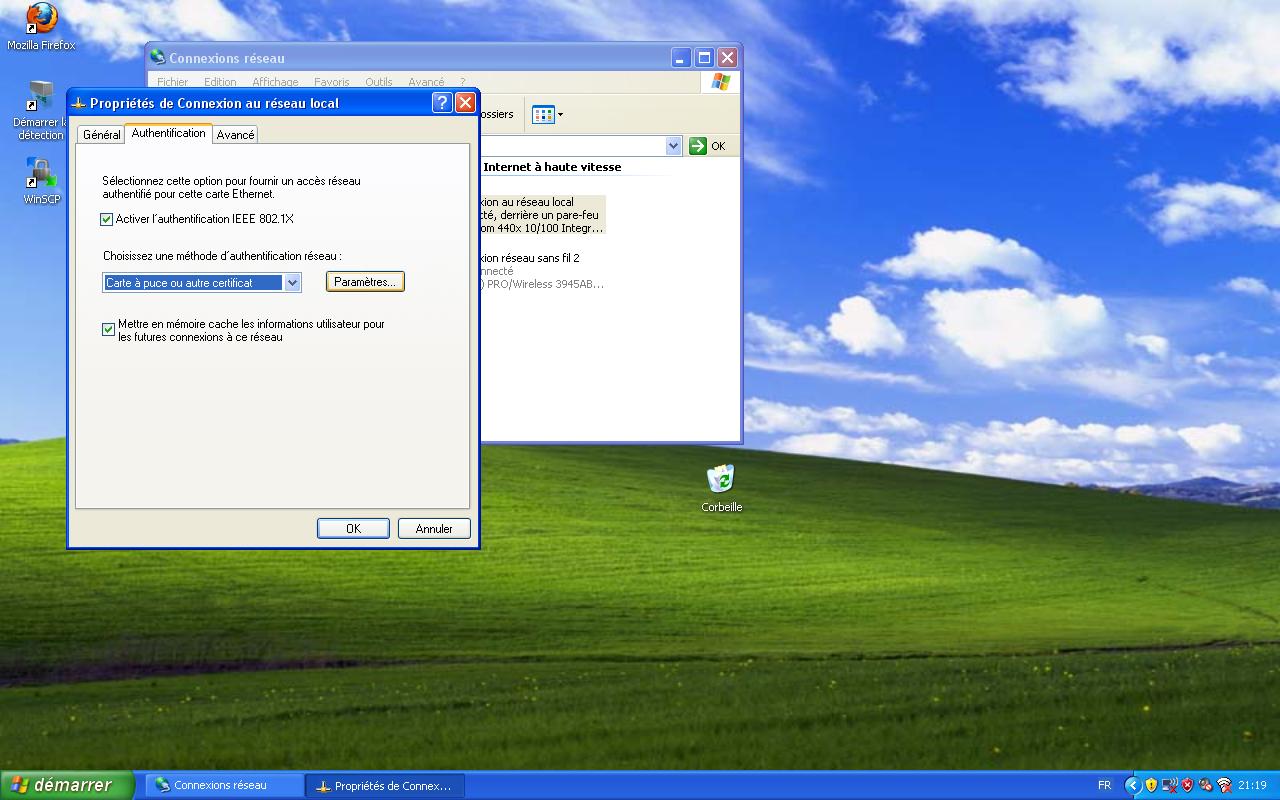 Mozilla Firefox
Démarrer la
détection
WinSCP
Connexions réseau
Fichier Edition Affichage Favoris Outils Avancé ?
ossiers
OK
Internet à haute vitesse
xion au réseau local
cté, derrière un pare-feu
om 440x 10/100 Integr...
xion réseau sans fil 2
nnecté
) PRO/Wireless 3945AB...
Propriétés de Connexion au réseau local
Général Authentification Avancé
Sélectionnez cette option pour fournir un accès réseau
authentifié pour cette carte Ethernet.
Activer l'authentification IEEE 802.1X
Choisissez une méthode d'authentification réseau :
Carte à puce ou autre certificat
Paramètres...
Mettre en mémoire cache les informations utilisateur pour
les futures connexions à ce réseau
OK Annuler
Corbeille
démarrer
Connexions réseau
Propriétés de Connex...
FR
21:19